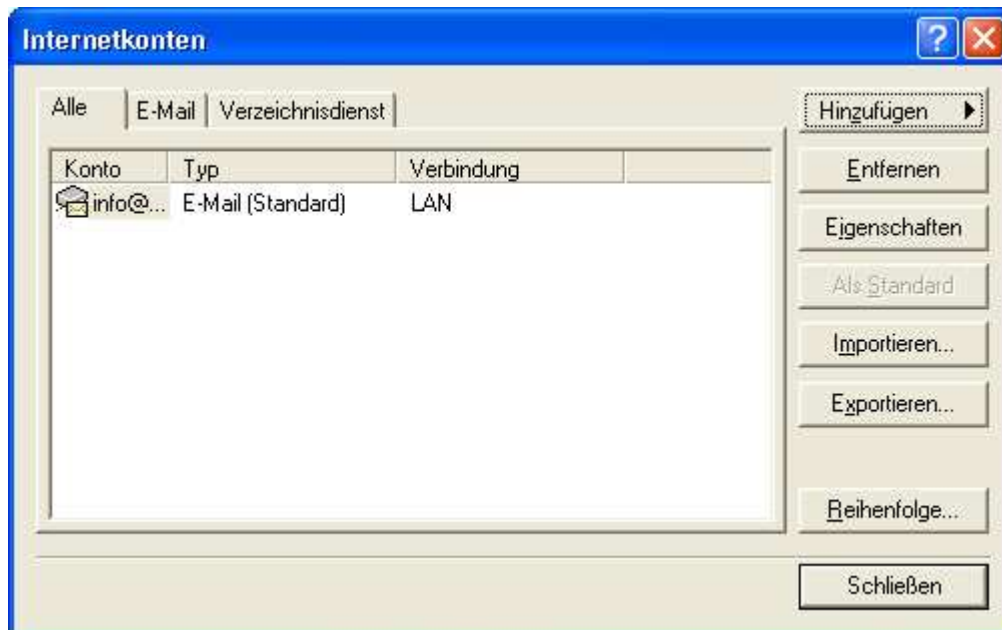 Internetkonten
Alle E-Mail Verzeichnisdienst
Konto Typ Verbindung
info@... E-Mail (Standard) LAN
Hinzufügen
Entfernen
Eigenschaften
Als Standard
Importieren...
Exportieren...
Reihenfolge...
Schließen